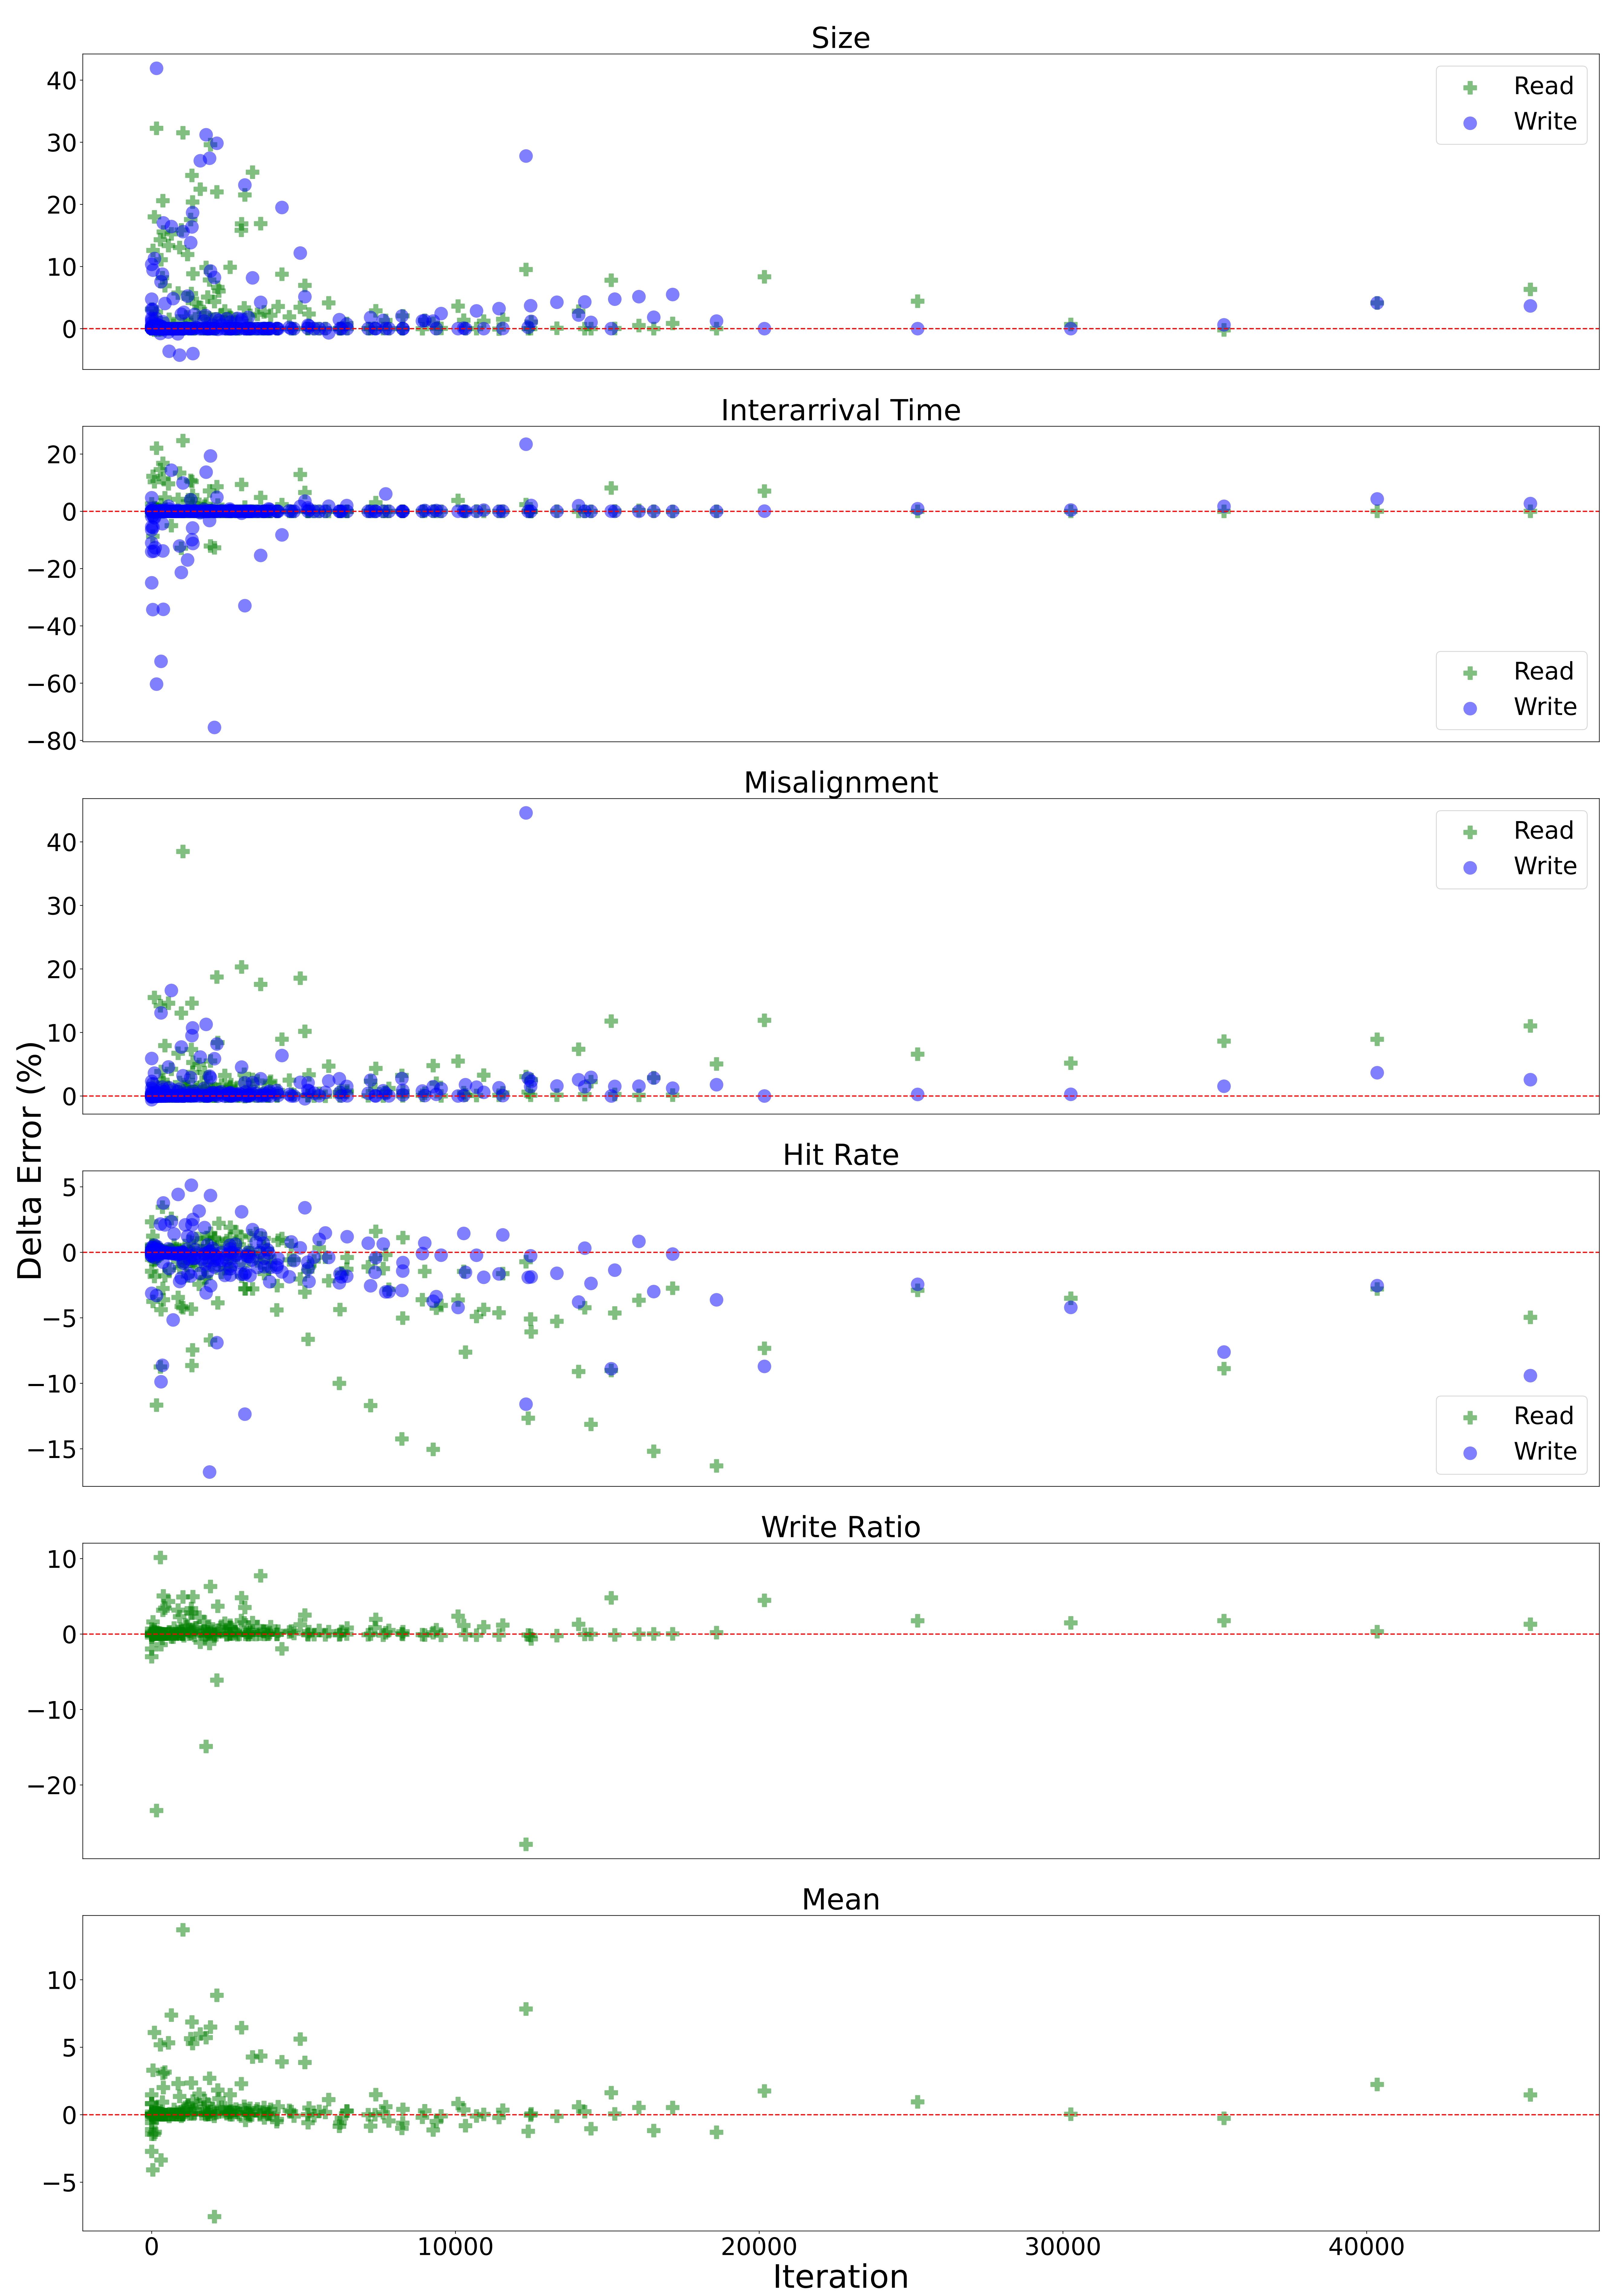 Size
40
30
20
10
0
Read
Write
Interarrival Time
20
0
−20
−40
−60
−80
Read
Write
Misalignment
40
30
20
10
0
Read
Write
Delta Error (%)
Hit Rate
5
0
−5
−10
−15
Read
Write
Write Ratio
10
0
−10
−20
Mean
10
5
0
−5
0 10000 20000 30000 40000
Iteration